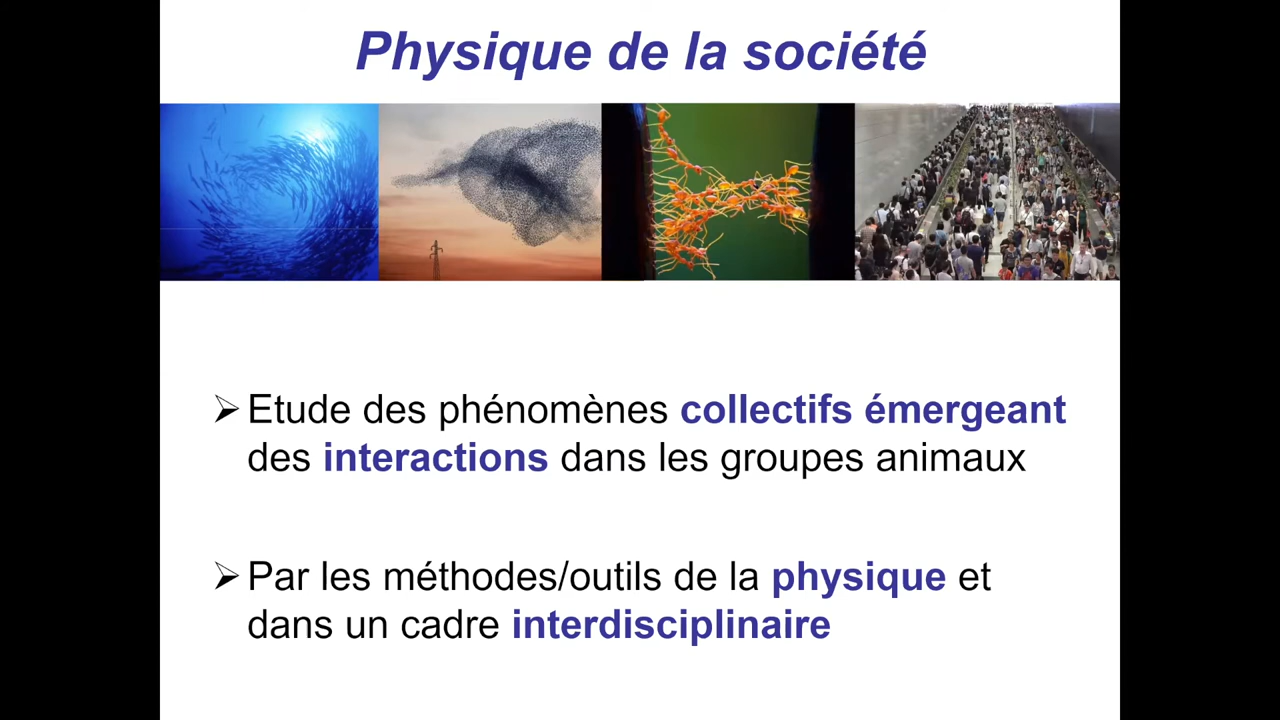 Physique de la société
➢ Etude des phénomènes collectifs émergeant
des interactions dans les groupes animaux
➢ Par les méthodes/outils de la physique et
dans un cadre interdisciplinaire